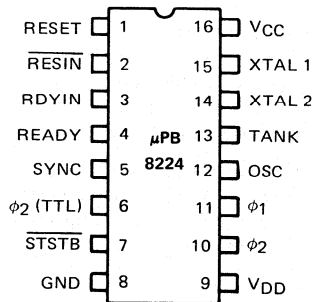 RESET 1 16 VCC
RESIN 2 15 XTAL 1
RDYIN 3 14 XTAL 2
READY 4 13 TANK
μPB
8224
SYNC 5 12 OSC
ϕ2 (TTL) 6 11 ϕ1
STSTB 7 10 ϕ2
GND 8 9 VDD